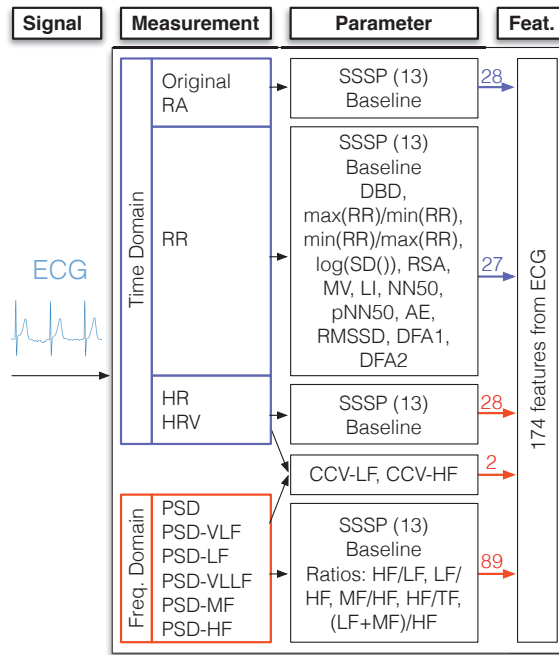 Signal
Measurement
Parameter
Feat.
ECG
Time Domain
Original
RA
SSSP (13)
Baseline
28
RR
SSSP (13)
Baseline
DBD,
max(RR)/min(RR),
min(RR)/max(RR),
log(SD()), RSA,
MV, LI, NN50,
pNN50, AE,
RMSSD, DFA1,
DFA2
27
HR
HRV
SSSP (13)
Baseline
28
CCV-LF, CCV-HF
2
Freq. Domain
PSD
PSD-VLF
PSD-LF
PSD-VLLF
PSD-MF
PSD-HF
SSSP (13)
Baseline
Ratios: HF/LF, LF/
HF, MF/HF, HF/TF,
(LF+MF)/HF
89
174 features from ECG